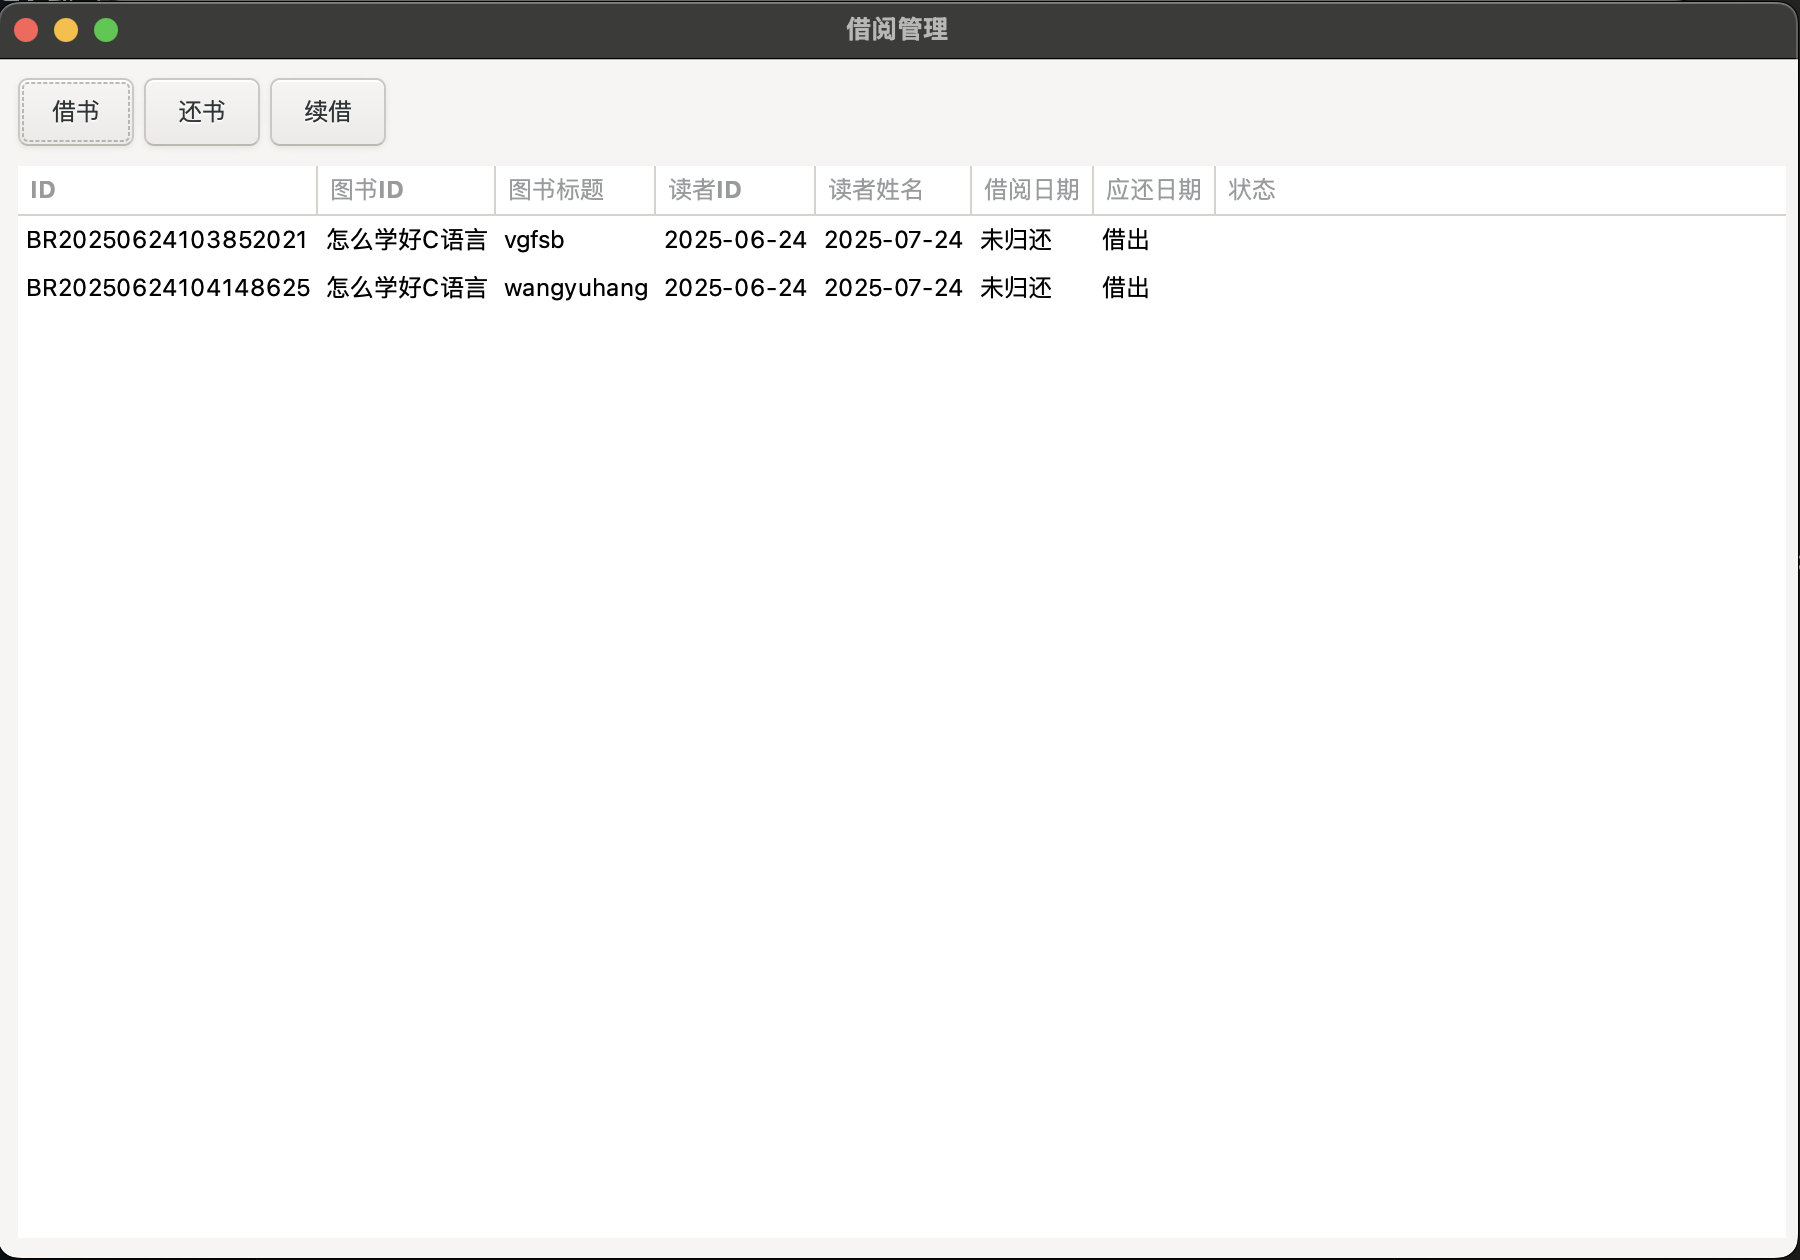 借阅管理
借书 还书 续借
ID 图书ID 图书标题 读者ID 读者姓名 借阅日期 应还日期 状态
BR20250624103852021 怎么学好C语言 vgfsb 2025-06-24 2025-07-24 未归还 借出
BR20250624104148625 怎么学好C语言 wangyuhang 2025-06-24 2025-07-24 未归还 借出